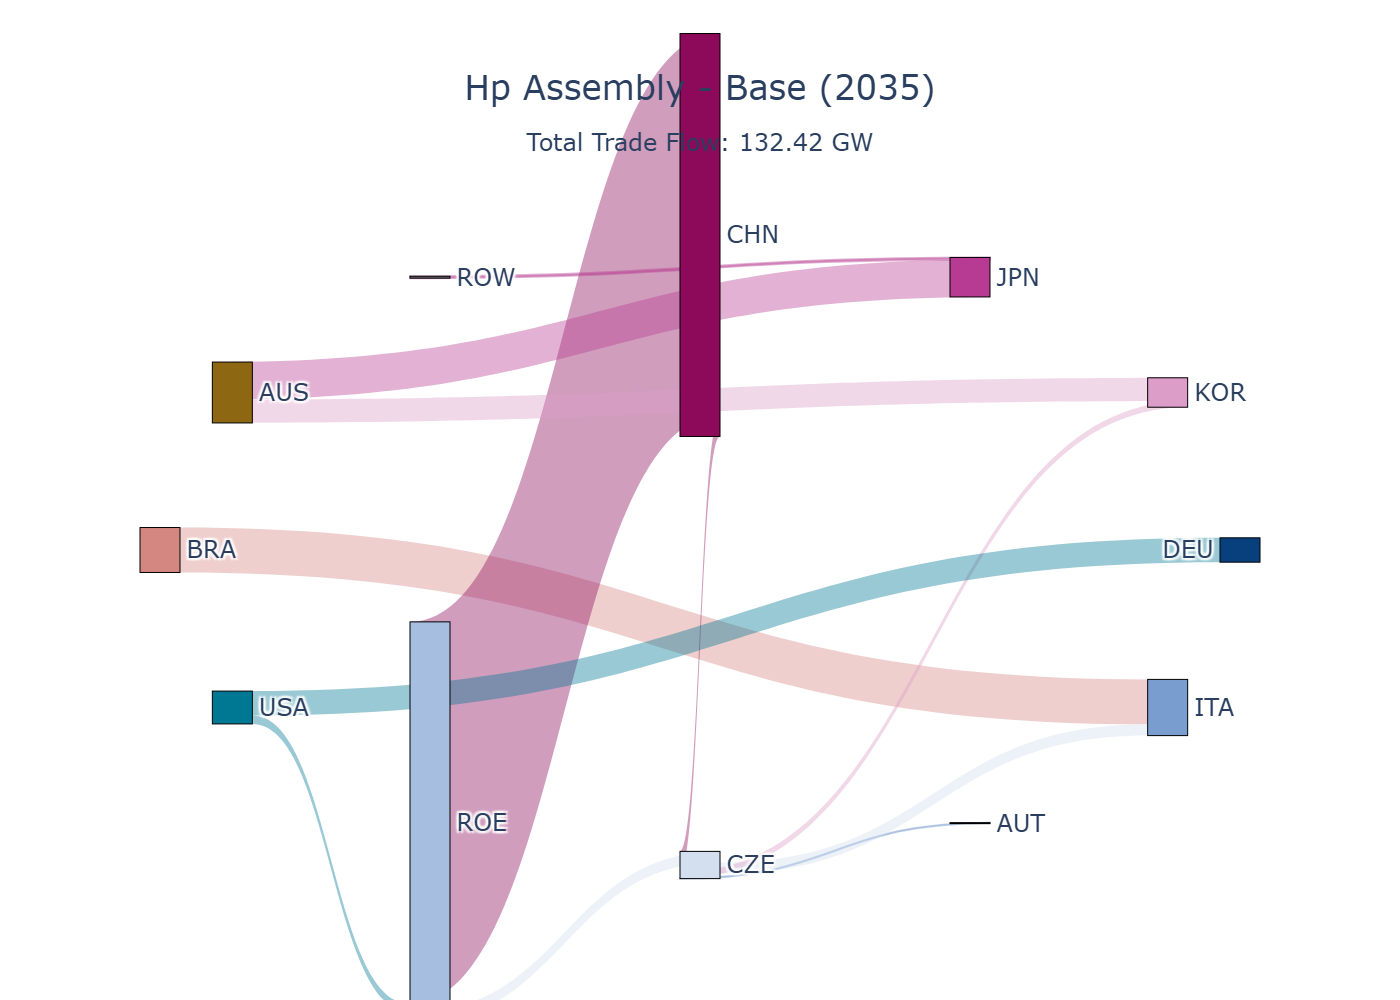 Hp Assembly - Base (2035)
Total Trade Flow: 132.42 GW
CHN
ROW
JPN
AUS
KOR
BRA
DEU
USA
ITA
ROE
AUT
CZE